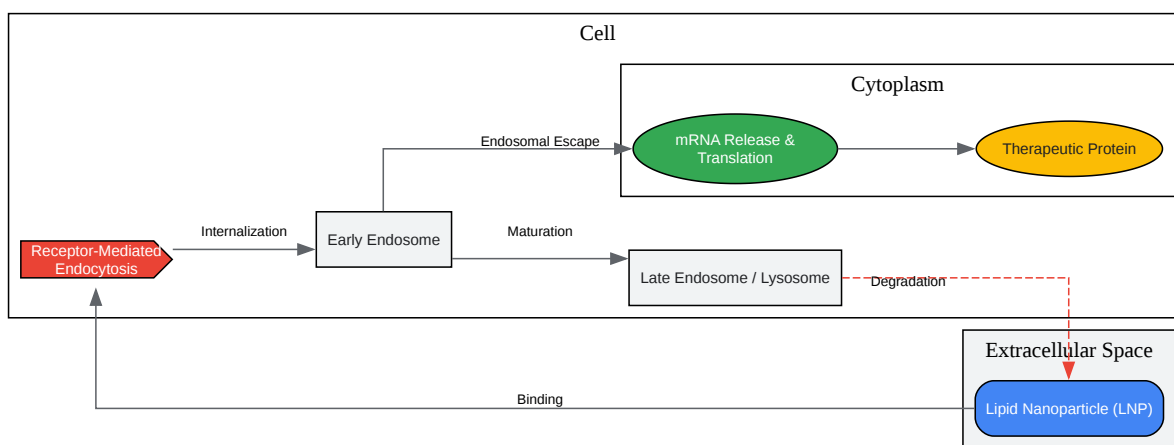 Cell
Cytoplasm
Endosomal Escape
mRNA Release &
Translation
Therapeutic Protein
Internalization
Early Endosome
Maturation
Receptor-Mediated
Endocytosis
Late Endosome / Lysosome
Degradation
Extracellular Space
Binding
Lipid Nanoparticle (LNP)